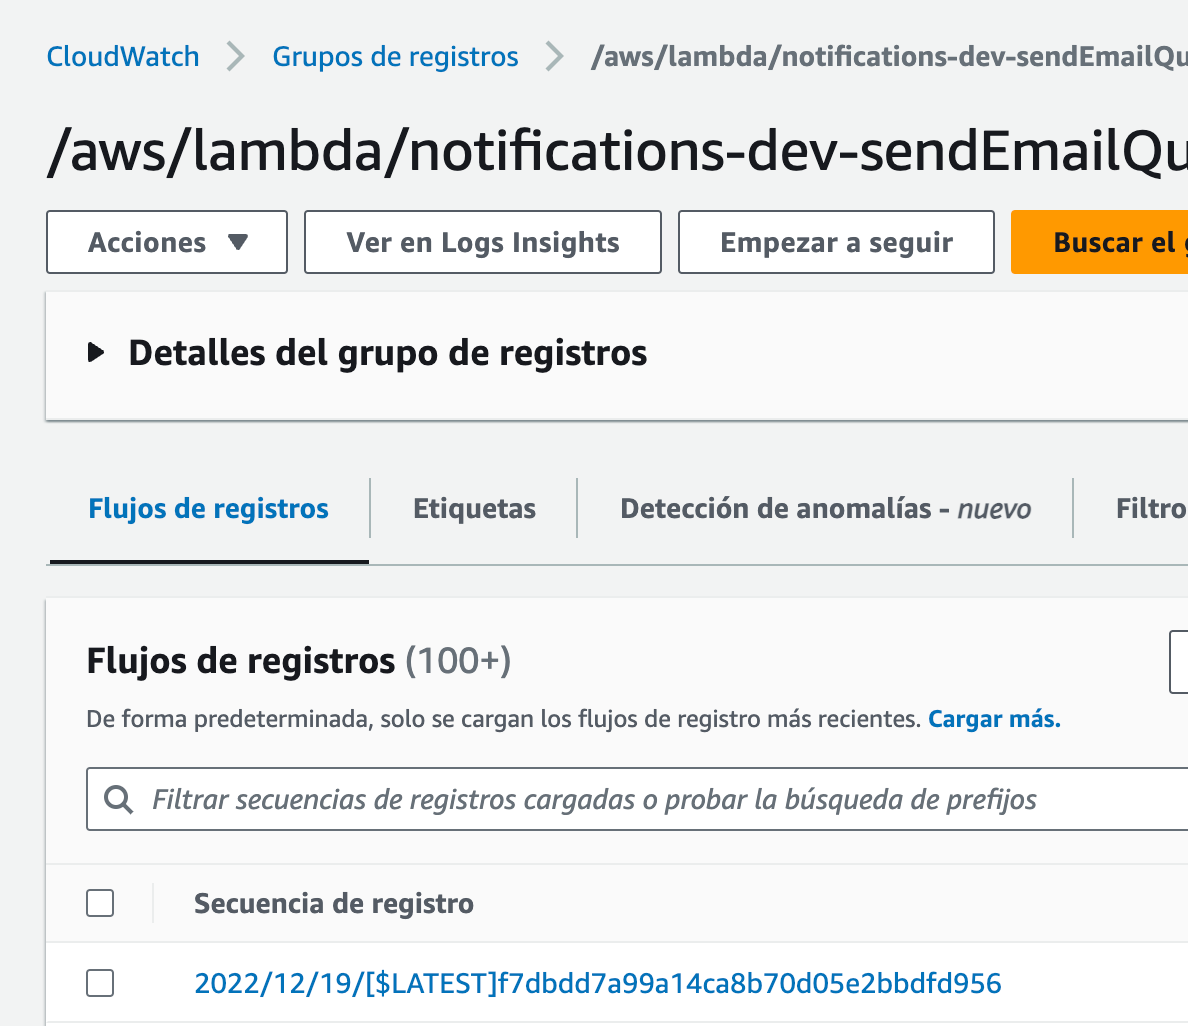 CloudWatch > Grupos de registros > /aws/lambda/notifications-dev-sendEmailQu
/aws/lambda/notifications-dev-sendEmailQu
Acciones ▼ Ver en Logs Insights Empezar a seguir Buscar el
Detalles del grupo de registros
Flujos de registros Etiquetas Detección de anomalías - nuevo Filtro
Flujos de registros (100+)
De forma predeterminada, solo se cargan los flujos de registro más recientes. Cargar más.
Filtrar secuencias de registros cargadas o probar la búsqueda de prefijos
Secuencia de registro
2022/12/19/[$LATEST]f7dbdd7a99a14ca8b70d05e2bbdfd956